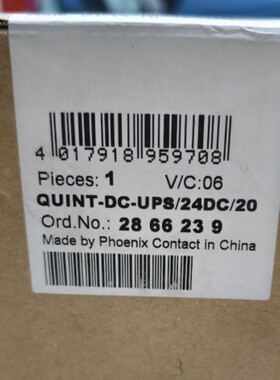 4 017918 959708
Pieces: 1 V/C:06
QUINT-DC-UPS/24DC/20
Ord.No.: 28 66 23 9
Made by Phoenix Contact in China